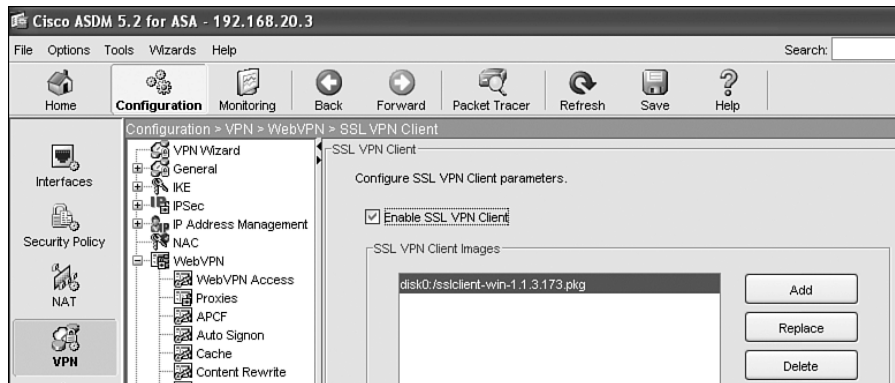 Cisco ASDM 5.2 for ASA - 192.168.20.3
File Options Tools Wizards Help Search:
Home Configuration Monitoring Back Forward Packet Tracer Refresh Save Help
Configuration > VPN > WebVPN > SSL VPN Client
Interfaces
Security Policy
NAT
VPN
VPN Wizard
General
IKE
IPSec
IP Address Management
NAC
WebVPN
WebVPN Access
Proxies
APCF
Auto Signon
Cache
Content Rewrite
SSL VPN Client
Configure SSL VPN Client parameters.
Enable SSL VPN Client
SSL VPN Client Images
disk0:/sslclient-win-1.1.3.173.pkg
Add
Replace
Delete